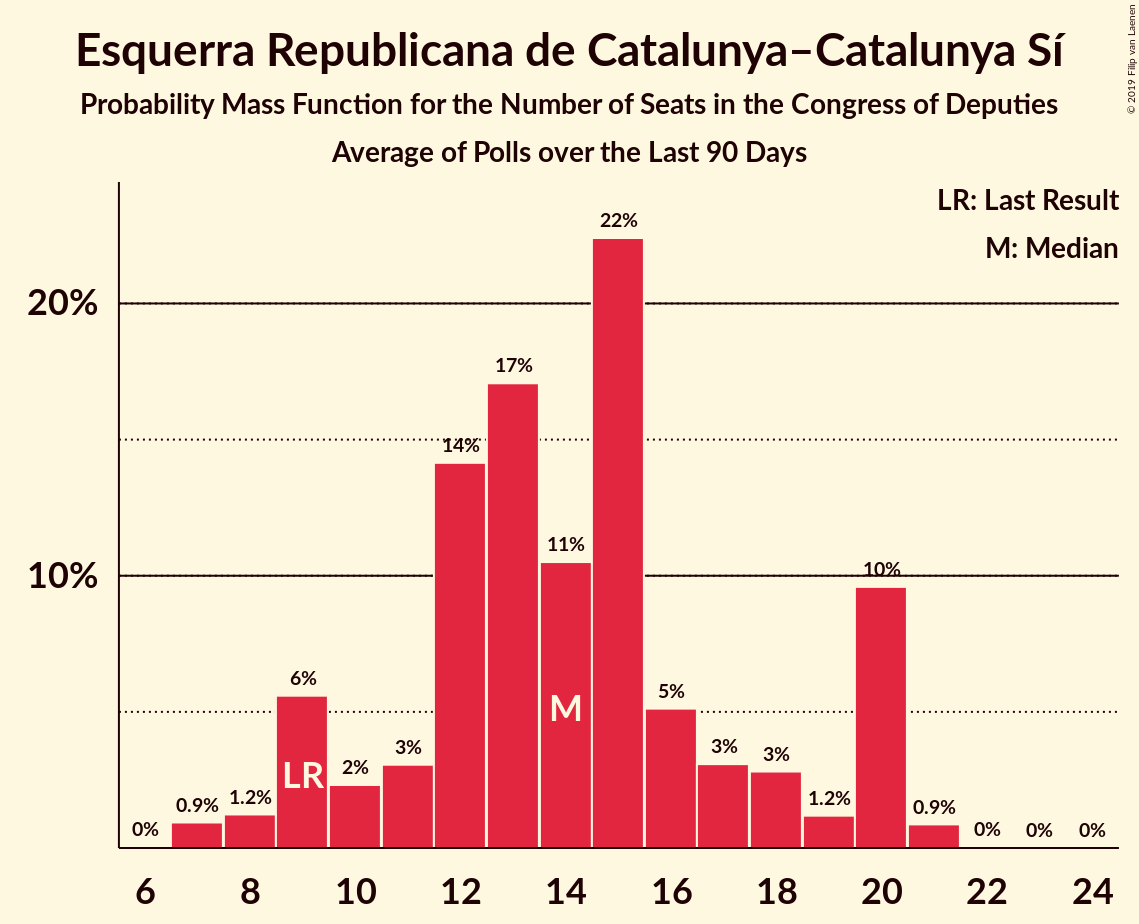 Esquerra Republicana de Catalunya–Catalunya Sí
Probability Mass Function for the Number of Seats in the Congress of Deputies
Average of Polls over the Last 90 Days
© 2019 Filip van Laenen
LR: Last Result
M: Median
22%
20%
17%
14%
11%
10%
10%
6%
5%
M
3%
3%
3%
2%
LR
1.2%
1.2%
0.9%
0.9%
0%
0%
0%
0%
6 8 10 12 14 16 18 20 22 24